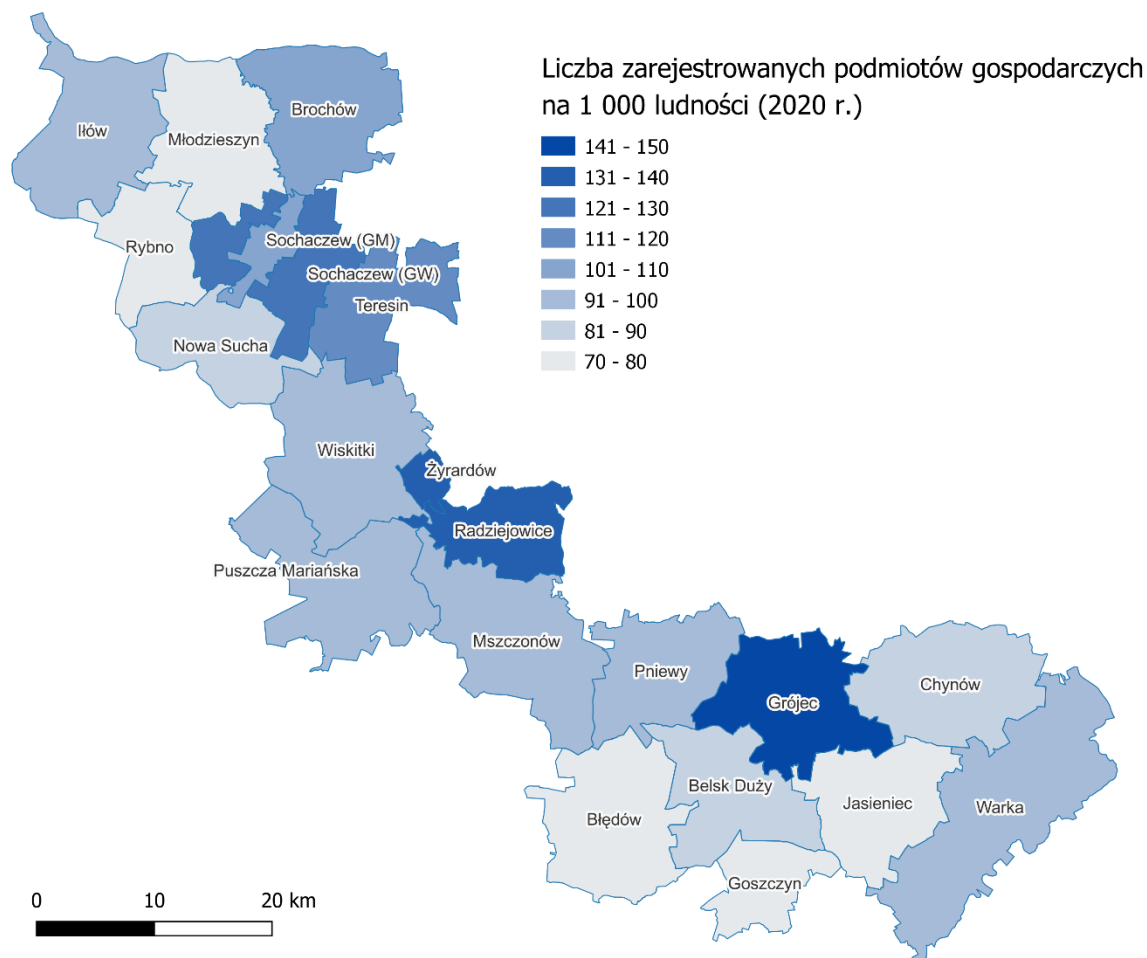 Liczba zarejestrowanych podmiotów gospodarczych
na 1 000 ludności (2020 r.)
141 - 150
131 - 140
121 - 130
111 - 120
101 - 110
91 - 100
81 - 90
70 - 80
Brochów
Iłów
Młodzieszyn
Rybno
Sochaczew (GM)
Sochaczew (GW)
Teresin
Nowa Sucha
Wiskitki
Żyrardów
Radziejowice
Puszcza Mariańska
Mszczonów
Pniewy
Chynów
Grójec
Belsk Duży
Jasieniec
Warka
Błędów
Goszczyn
0 10 20 km